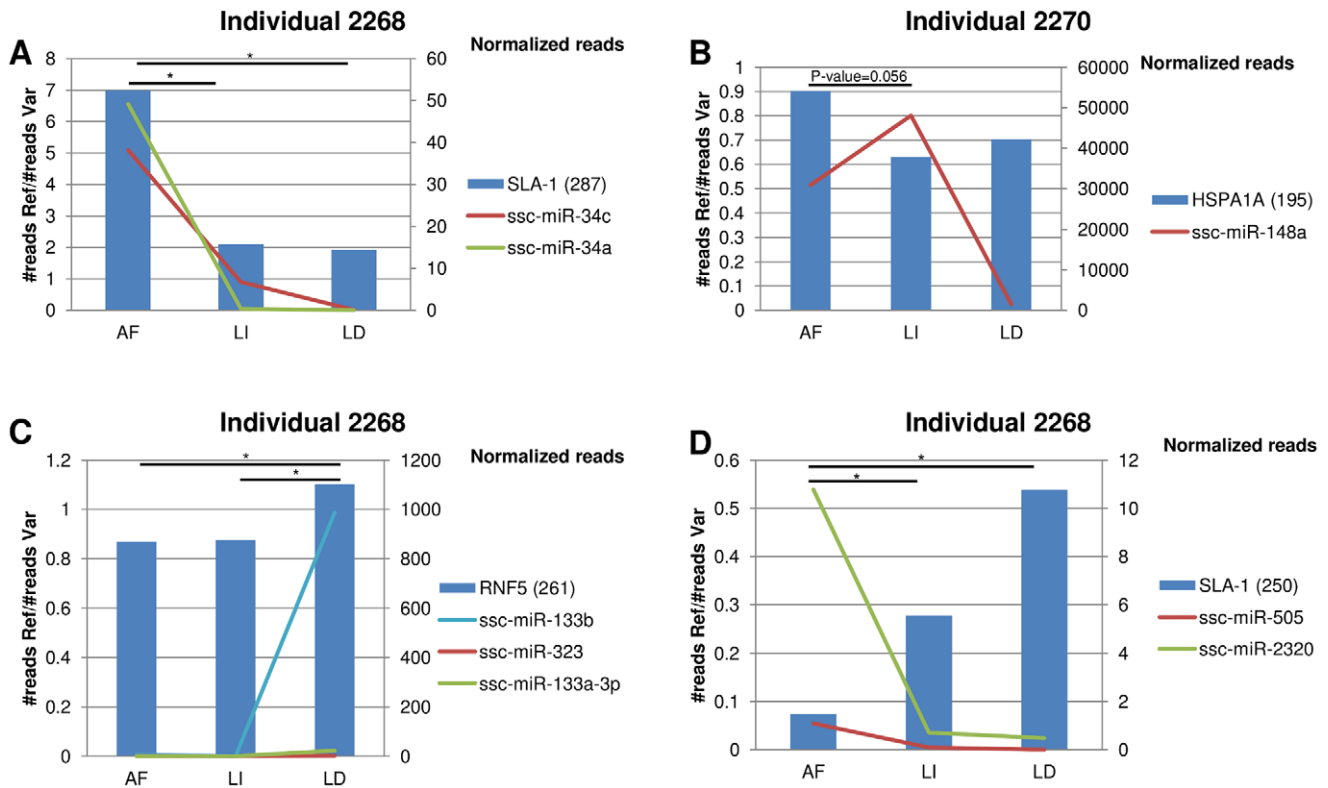 Individual 2268
A
Normalized reads
#reads Ref/#reads Var
8
7
6
5
4
3
2
1
0
60
50
40
30
20
10
0
*
*
SLA-1 (287)
ssc-miR-34c
ssc-miR-34a
AF LI LD
Individual 2270
B
Normalized reads
#reads Ref/#reads Var
1
0.9
0.8
0.7
0.6
0.5
0.4
0.3
0.2
0.1
0
60000
50000
40000
30000
20000
10000
0
P-value=0.056
HSPA1A (195)
ssc-miR-148a
AF LI LD
Individual 2268
C
Normalized reads
#reads Ref/#reads Var
1.2
1
0.8
0.6
0.4
0.2
0
1200
1000
800
600
400
200
0
*
*
RNF5 (261)
ssc-miR-133b
ssc-miR-323
ssc-miR-133a-3p
AF LI LD
Individual 2268
D
Normalized reads
#reads Ref/#reads Var
0.6
0.5
0.4
0.3
0.2
0.1
0
12
10
8
6
4
2
0
*
*
SLA-1 (250)
ssc-miR-505
ssc-miR-2320
AF LI LD